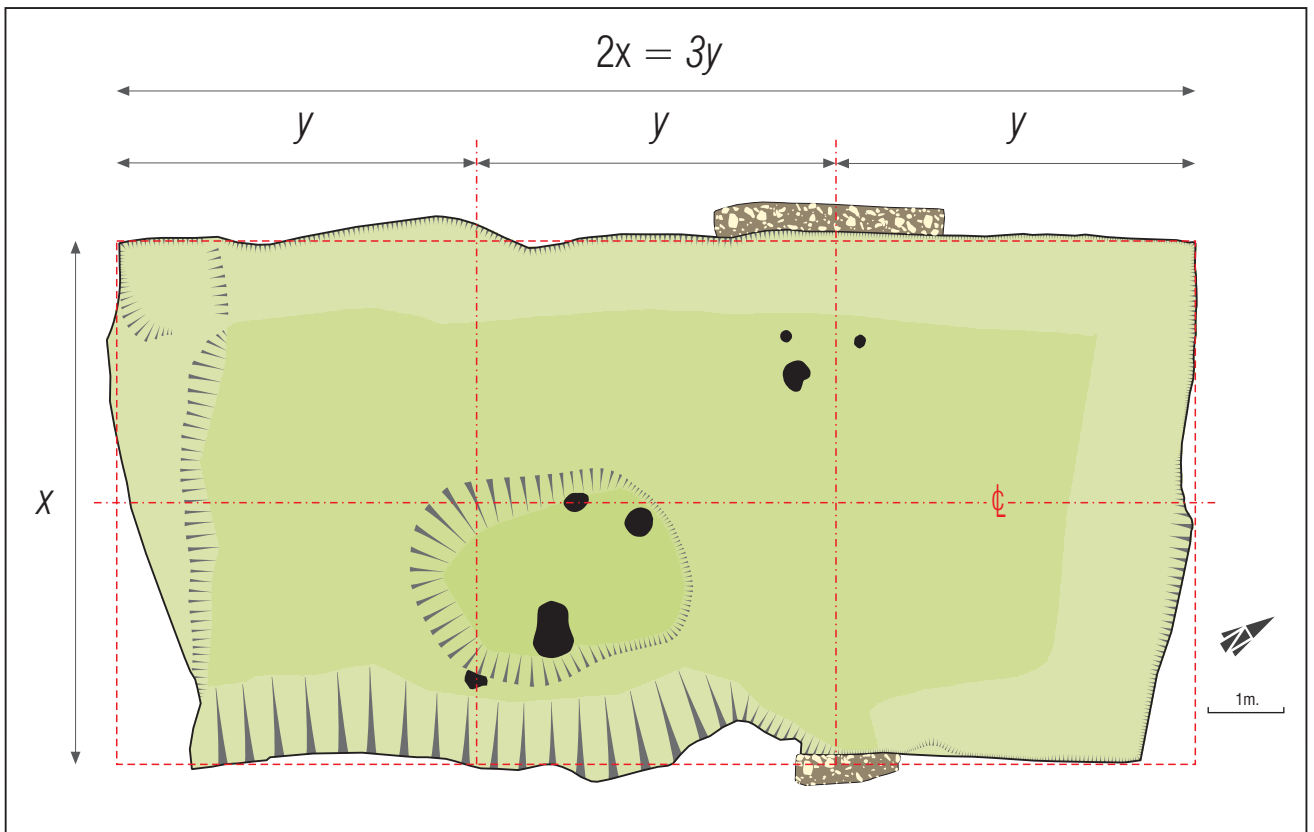 2x = 3y
y y y
x
℄
1m.